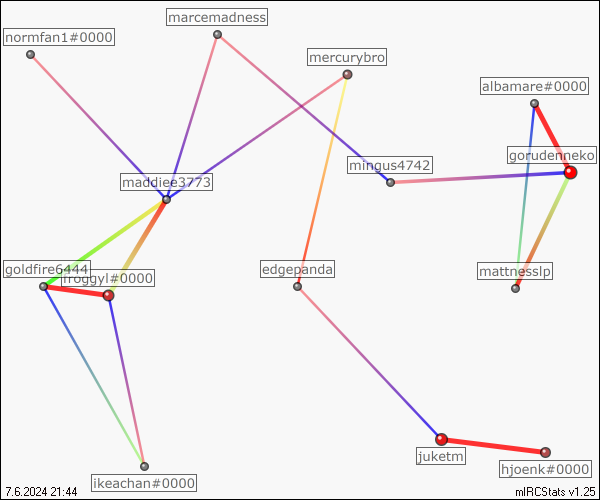 marcemadness
normfan1#0000
mercurybro
albamare#0000
gorudenneko
mingus4742
maddiee3773
goldfire6444
froggyl#0000
edgepanda
mattnesslp
juketm
hjoenk#0000
ikeachan#0000
7.6.2024 21:44
mIRCStats v1.25